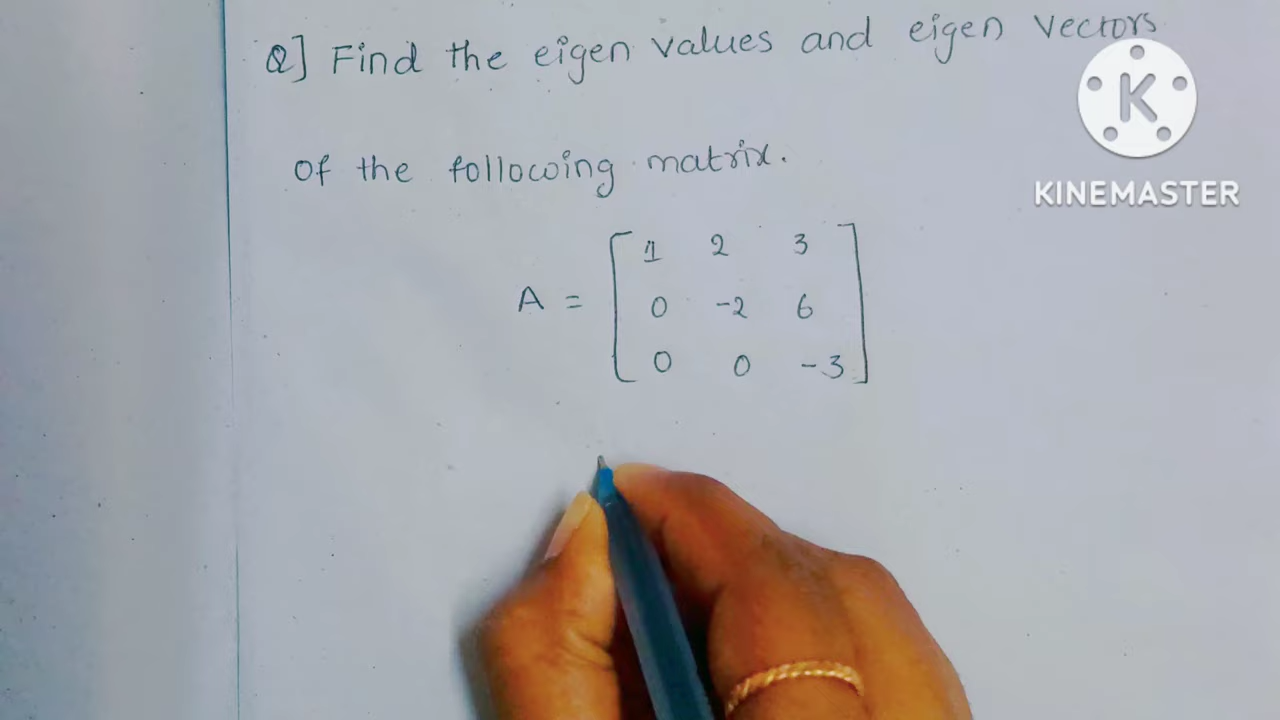 Q] Find the eigen values and eigen vectors
of the following matrix.
A = [ 1 2 3
0 -2 6
0 0 -3 ]
K
KINEMASTER